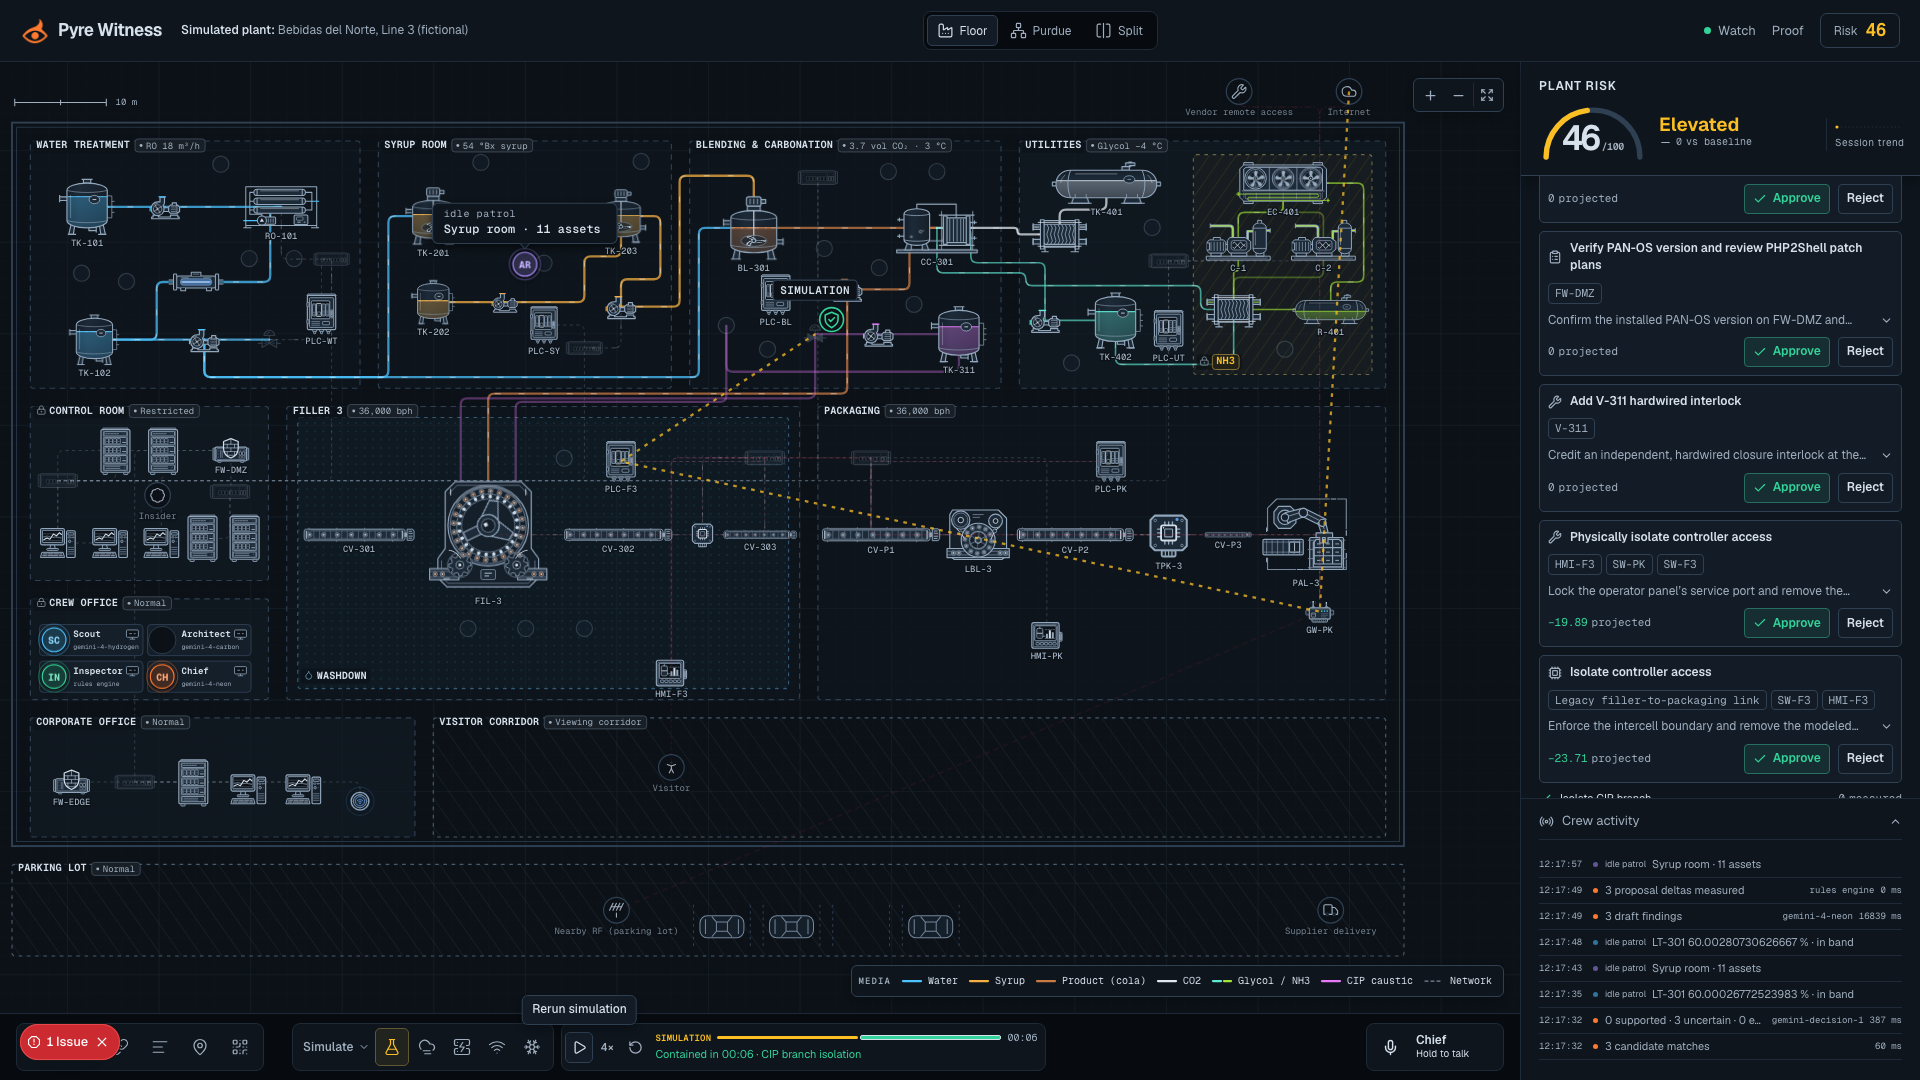 Pyre Witness
Simulated plant: Bebidas del Norte, Line 3 (fictional)
Floor
Purdue
Split
Watch
Proof
Risk 46
10 m
Vendor remote access
Internet
WATER TREATMENT
RO 18 m³/h
SYRUP ROOM
54 °Bx syrup
BLENDING & CARBONATION
3.7 vol CO₂ · 3 °C
UTILITIES
Glycol −4 °C
TK-101
RO-101
TK-102
PLC-WT
idle patrol
Syrup room · 11 assets
TK-201
TK-203
AR
TK-202
PLC-SY
BL-301
CC-301
SIMULATION
PLC-BL
TK-311
TK-401
EC-401
C-1
C-2
R-401
TK-402
PLC-UT
NH3
CONTROL ROOM
Restricted
FW-DMZ
Insider
FILLER 3
36,000 bph
PLC-F3
CV-301
CV-302
CV-303
FIL-3
WASHDOWN
HMI-F3
PACKAGING
36,000 bph
PLC-PK
CV-P1
LBL-3
CV-P2
TPK-3
CV-P3
PAL-3
GW-PK
HMI-PK
CREW OFFICE
Normal
SC
Scout
gemini-4-hydrogen
Architect
gemini-4-carbon
IN
Inspector
rules engine
CH
Chief
gemini-4-neon
CORPORATE OFFICE
Normal
FW-EDGE
VISITOR CORRIDOR
Viewing corridor
Visitor
PARKING LOT
Normal
Nearby RF (parking lot)
Supplier delivery
MEDIA
Water
Syrup
Product (cola)
CO2
Glycol / NH3
CIP caustic
Network
Rerun simulation
1 Issue
Simulate
4×
SIMULATION
00:06
Contained in 00:06 · CIP branch isolation
Chief
Hold to talk
PLANT RISK
46/100
Elevated
— 0 vs baseline
Session trend
0 projected
Approve
Reject
Verify PAN-OS version and review PHP2Shell patch
plans
FW-DMZ
Confirm the installed PAN-OS version on FW-DMZ and...
0 projected
Approve
Reject
Add V-311 hardwired interlock
V-311
Credit an independent, hardwired closure interlock at the...
0 projected
Approve
Reject
Physically isolate controller access
HMI-F3
SW-PK
SW-F3
Lock the operator panel's service port and remove the...
−19.89 projected
Approve
Reject
Isolate controller access
Legacy filler-to-packaging link
SW-F3
HMI-F3
Enforce the intercell boundary and remove the modeled...
−23.71 projected
Approve
Reject
Isolate CIP branch
0 measured
Crew activity
12:17:57 idle patrol Syrup room · 11 assets
12:17:49 3 proposal deltas measured rules engine 0 ms
12:17:49 3 draft findings gemini-4-neon 16839 ms
12:17:48 idle patrol LT-301 60.00280730626667 % · in band
12:17:43 idle patrol Syrup room · 11 assets
12:17:35 idle patrol LT-301 60.00026772523983 % · in band
12:17:32 0 supported · 3 uncertain · 0 e... gemini-decision-1 387 ms
12:17:32 3 candidate matches 60 ms